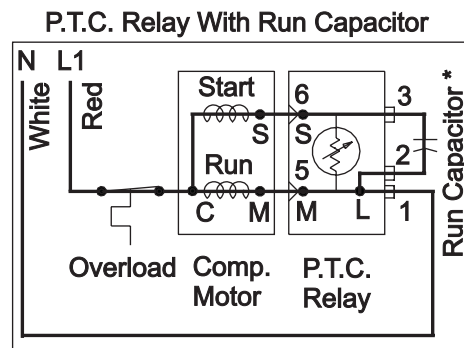 P.T.C. Relay With Run Capacitor
N L1
White
Red
Start
Run
S
C
M
6
S
5
M
L
3
2
1
Run Capacitor *
Overload
Comp.
Motor
P.T.C.
Relay